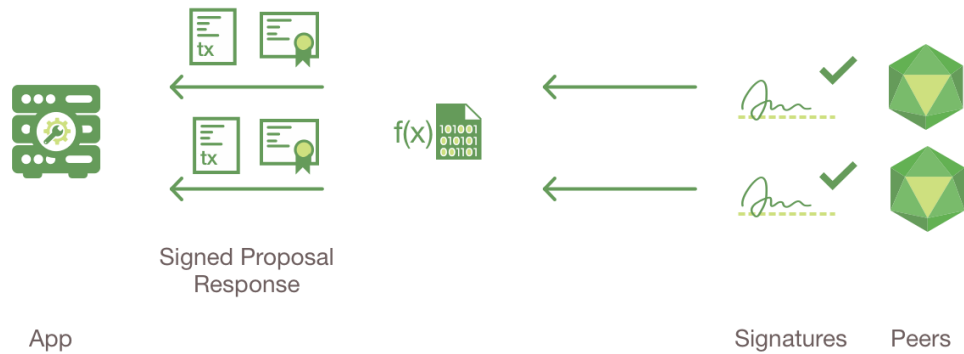 tx
f(x)
101001
010101
001101
tx
Signed Proposal
Response
App
Signatures
Peers